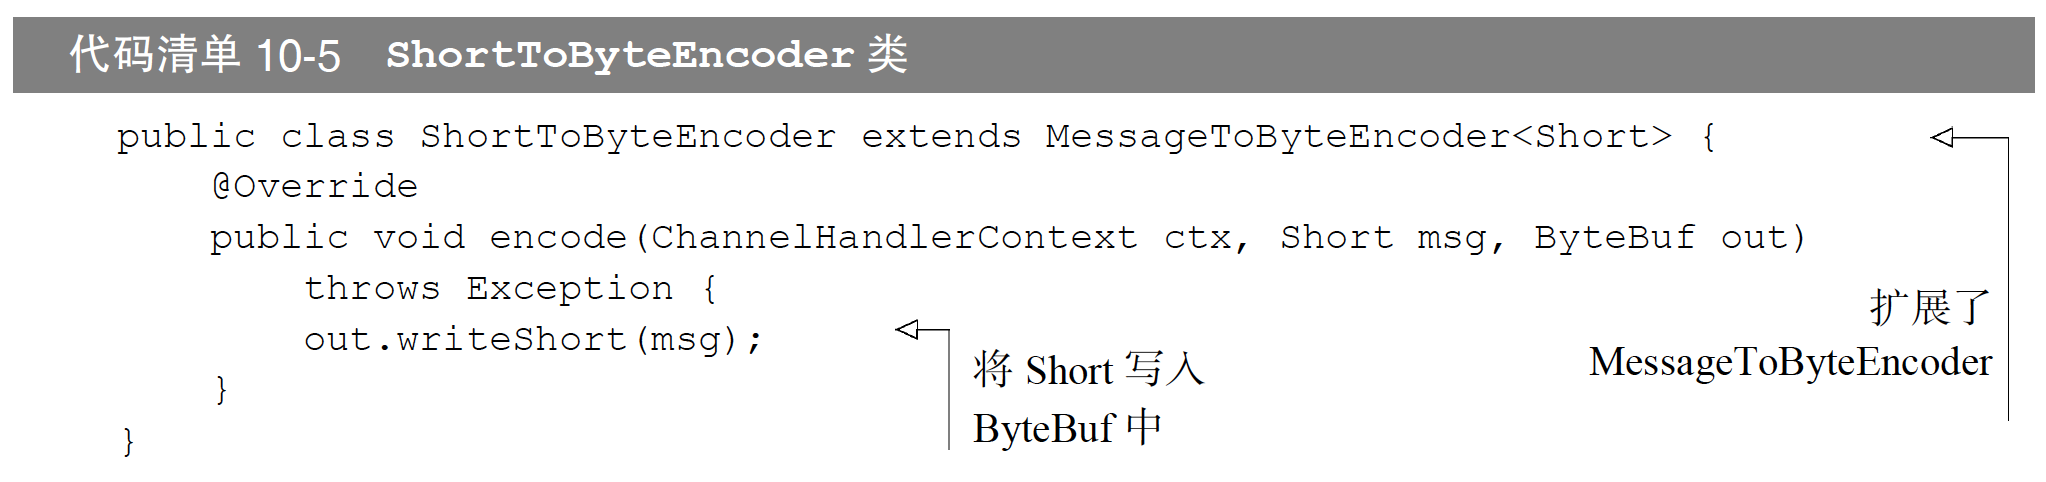 代码清单 10-5 ShortToByteEncoder 类
public class ShortToByteEncoder extends MessageToByteEncoder<Short> {
@Override
public void encode(ChannelHandlerContext ctx, Short msg, ByteBuf out)
throws Exception {
out.writeShort(msg);
}
}
将 Short 写入
ByteBuf 中
扩展了
MessageToByteEncoder